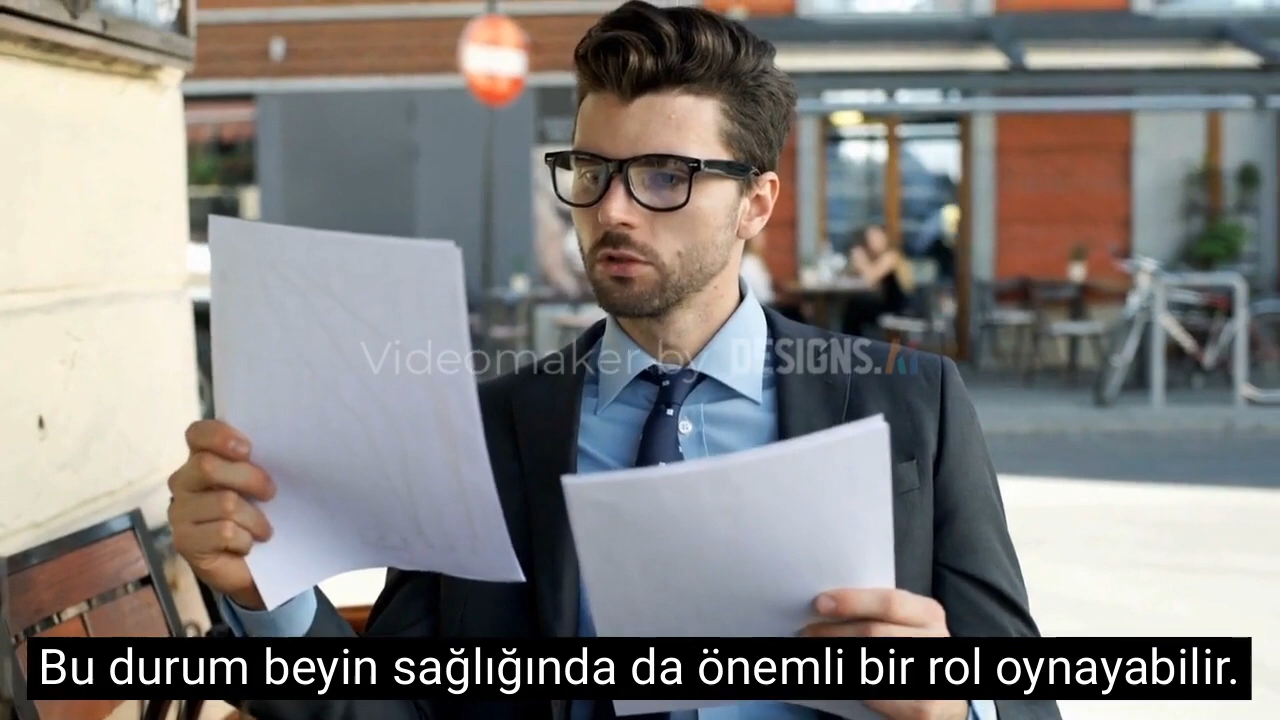 Videomaker by DESIGNS.AI
Bu durum beyin sağlığında da önemli bir rol oynayabilir.